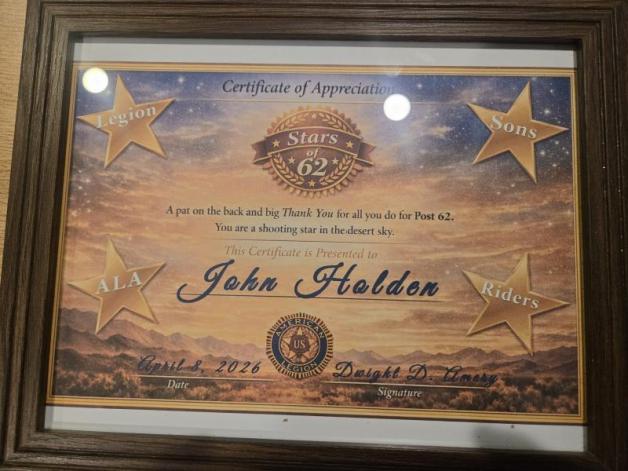 Certificate of Appreciation
Legion
Sons
Stars
of
62
A pat on the back and big Thank You for all you do for Post 62.
You are a shooting star in the desert sky.
This Certificate is Presented to
John Holden
ALA
Riders
AMERICAN
US
LEGION
April 8, 2026
Dwight D. Amery
Date
Signature